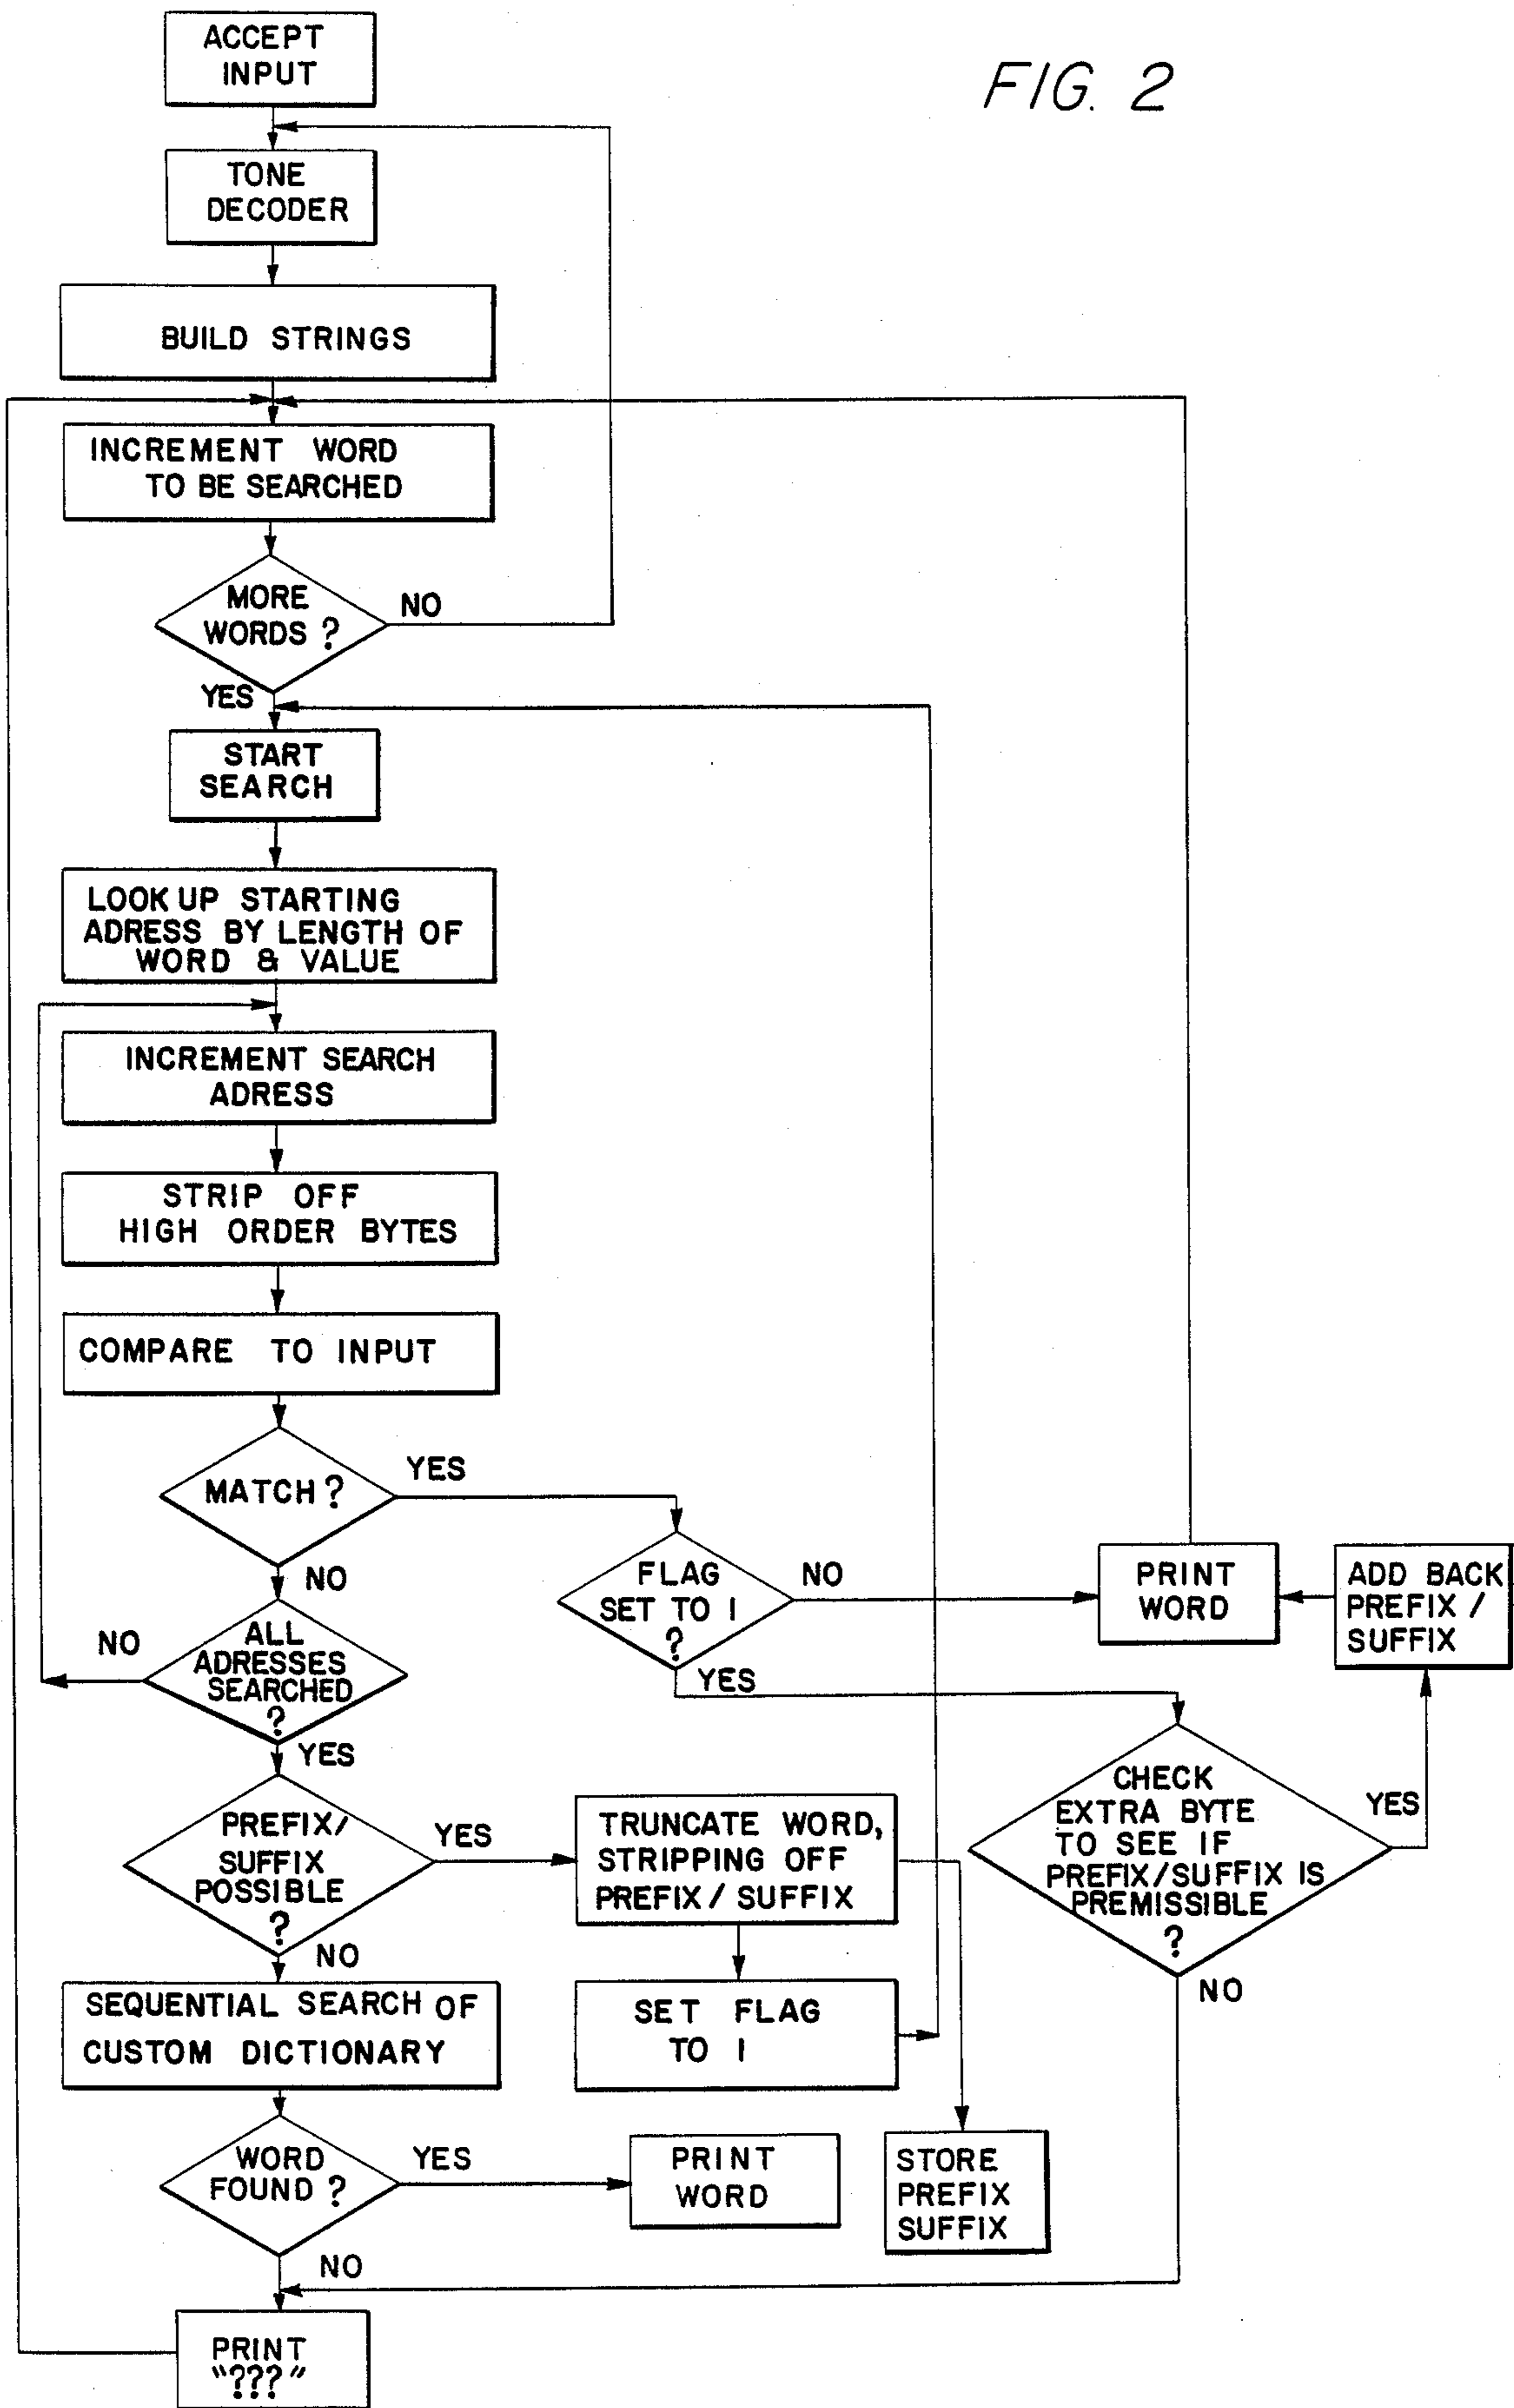 FIG. 2
ACCEPT
INPUT
TONE
DECODER
BUILD STRINGS
INCREMENT WORD
TO BE SEARCHED
MORE
WORDS?
NO
YES
START
SEARCH
LOOK UP STARTING
ADRESS BY LENGTH OF
WORD & VALUE
INCREMENT SEARCH
ADRESS
STRIP OFF
HIGH ORDER BYTES
COMPARE TO INPUT
MATCH?
YES
NO
FLAG
SET TO 1
?
NO
YES
PRINT
WORD
ADD BACK
PREFIX/
SUFFIX
ALL
ADRESSES
SEARCHED
?
NO
YES
CHECK
EXTRA BYTE
TO SEE IF
PREFIX/SUFFIX IS
PREMISSIBLE
?
YES
NO
PREFIX/
SUFFIX
POSSIBLE
?
YES
NO
TRUNCATE WORD,
STRIPPING OFF
PREFIX/SUFFIX
SET FLAG
TO 1
SEQUENTIAL SEARCH OF
CUSTOM DICTIONARY
WORD
FOUND?
YES
NO
PRINT
WORD
STORE
PREFIX
SUFFIX
PRINT
"???"